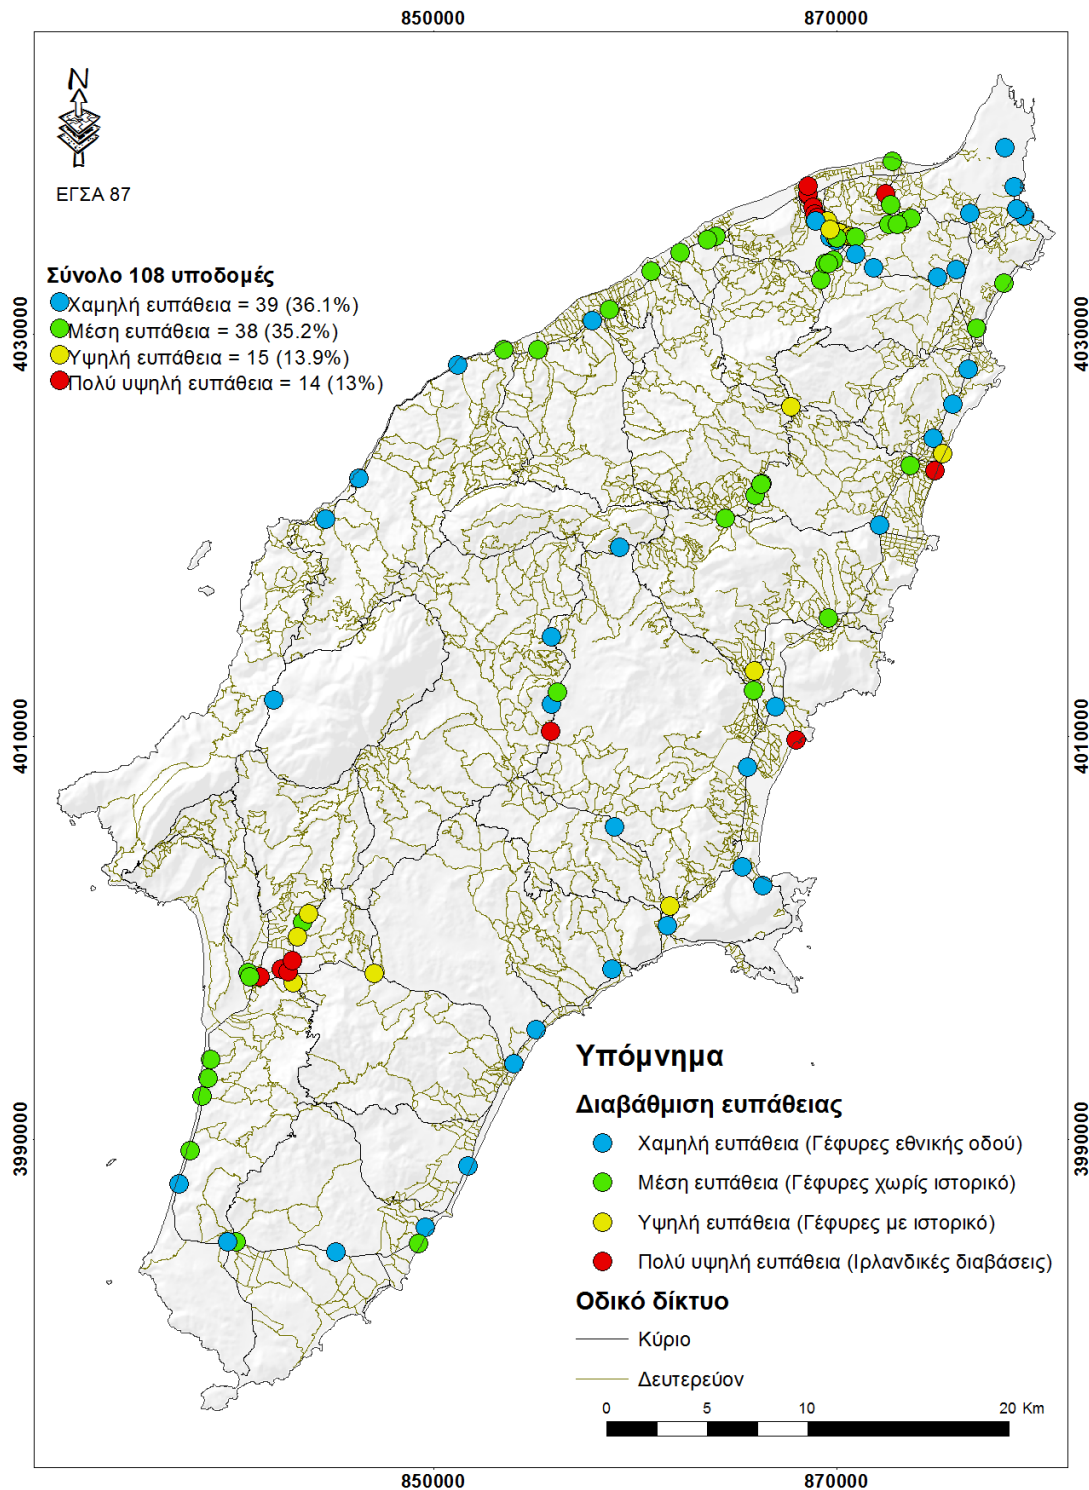 850000
870000
N
ΕΓΣΑ 87
Σύνολο 108 υποδομές
Χαμηλή ευπάθεια = 39 (36.1%)
Μέση ευπάθεια = 38 (35.2%)
Υψηλή ευπάθεια = 15 (13.9%)
Πολύ υψηλή ευπάθεια = 14 (13%)
4030000
4030000
4010000
4010000
3990000
3990000
Υπόμνημα
Διαβάθμιση ευπάθειας
Χαμηλή ευπάθεια (Γέφυρες εθνικής οδού)
Μέση ευπάθεια (Γέφυρες χωρίς ιστορικό)
Υψηλή ευπάθεια (Γέφυρες με ιστορικό)
Πολύ υψηλή ευπάθεια (Ιρλανδικές διαβάσεις)
Οδικό δίκτυο
Κύριο
Δευτερεύον
0 5 10 20 Km
850000
870000